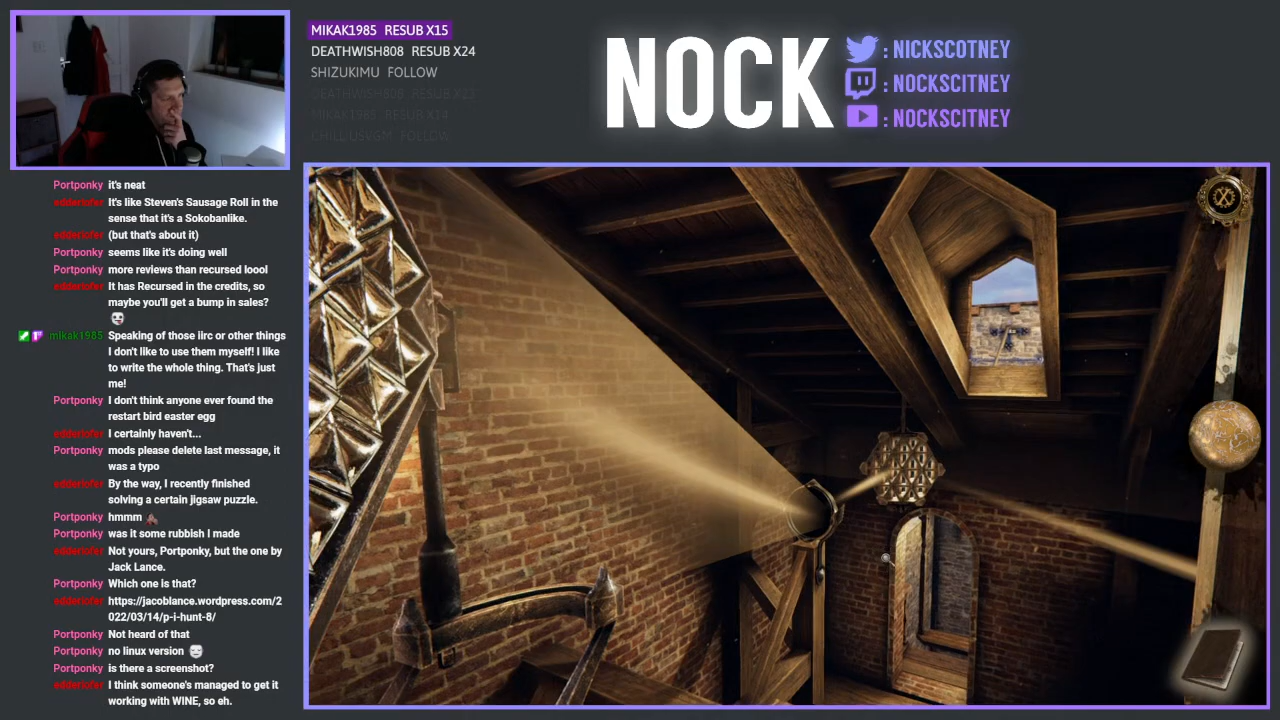 MIKAK1985 RESUB X15
DEATHWISH808 RESUB X24
SHIZUKIMU FOLLOW
DEATHWISH808 RESUB X23
MIKAK1985 RESUB X14
NOCK
: NICKSCOTNEY
: NOCKSCITNEY
: NOCKSCITNEY
Portponky it's neat
edderiofer It's like Steven's Sausage Roll in the
sense that it's a Sokobanlike.
edderiofer (but that's about it)
Portponky seems like it's doing well
Portponky more reviews than recursed loool
edderiofer It has Recursed in the credits, so
maybe you'll get a bump in sales?
mikak1985 Speaking of those iirc or other things
I don't like to use them myself! I like
to write the whole thing. That's just
me!
Portponky I don't think anyone ever found the
restart bird easter egg
edderiofer I certainly haven't...
Portponky mods please delete last message, it
was a typo
edderiofer By the way, I recently finished
solving a certain jigsaw puzzle.
Portponky hmmm
Portponky was it some rubbish I made
edderiofer Not yours, Portponky, but the one by
Jack Lance.
Portponky Which one is that?
edderiofer https://jacoblance.wordpress.com/2
022/03/14/p-i-hunt-8/
Portponky Not heard of that
Portponky no linux version
Portponky is there a screenshot?
edderiofer I think someone's managed to get it
working with WINE, so eh.